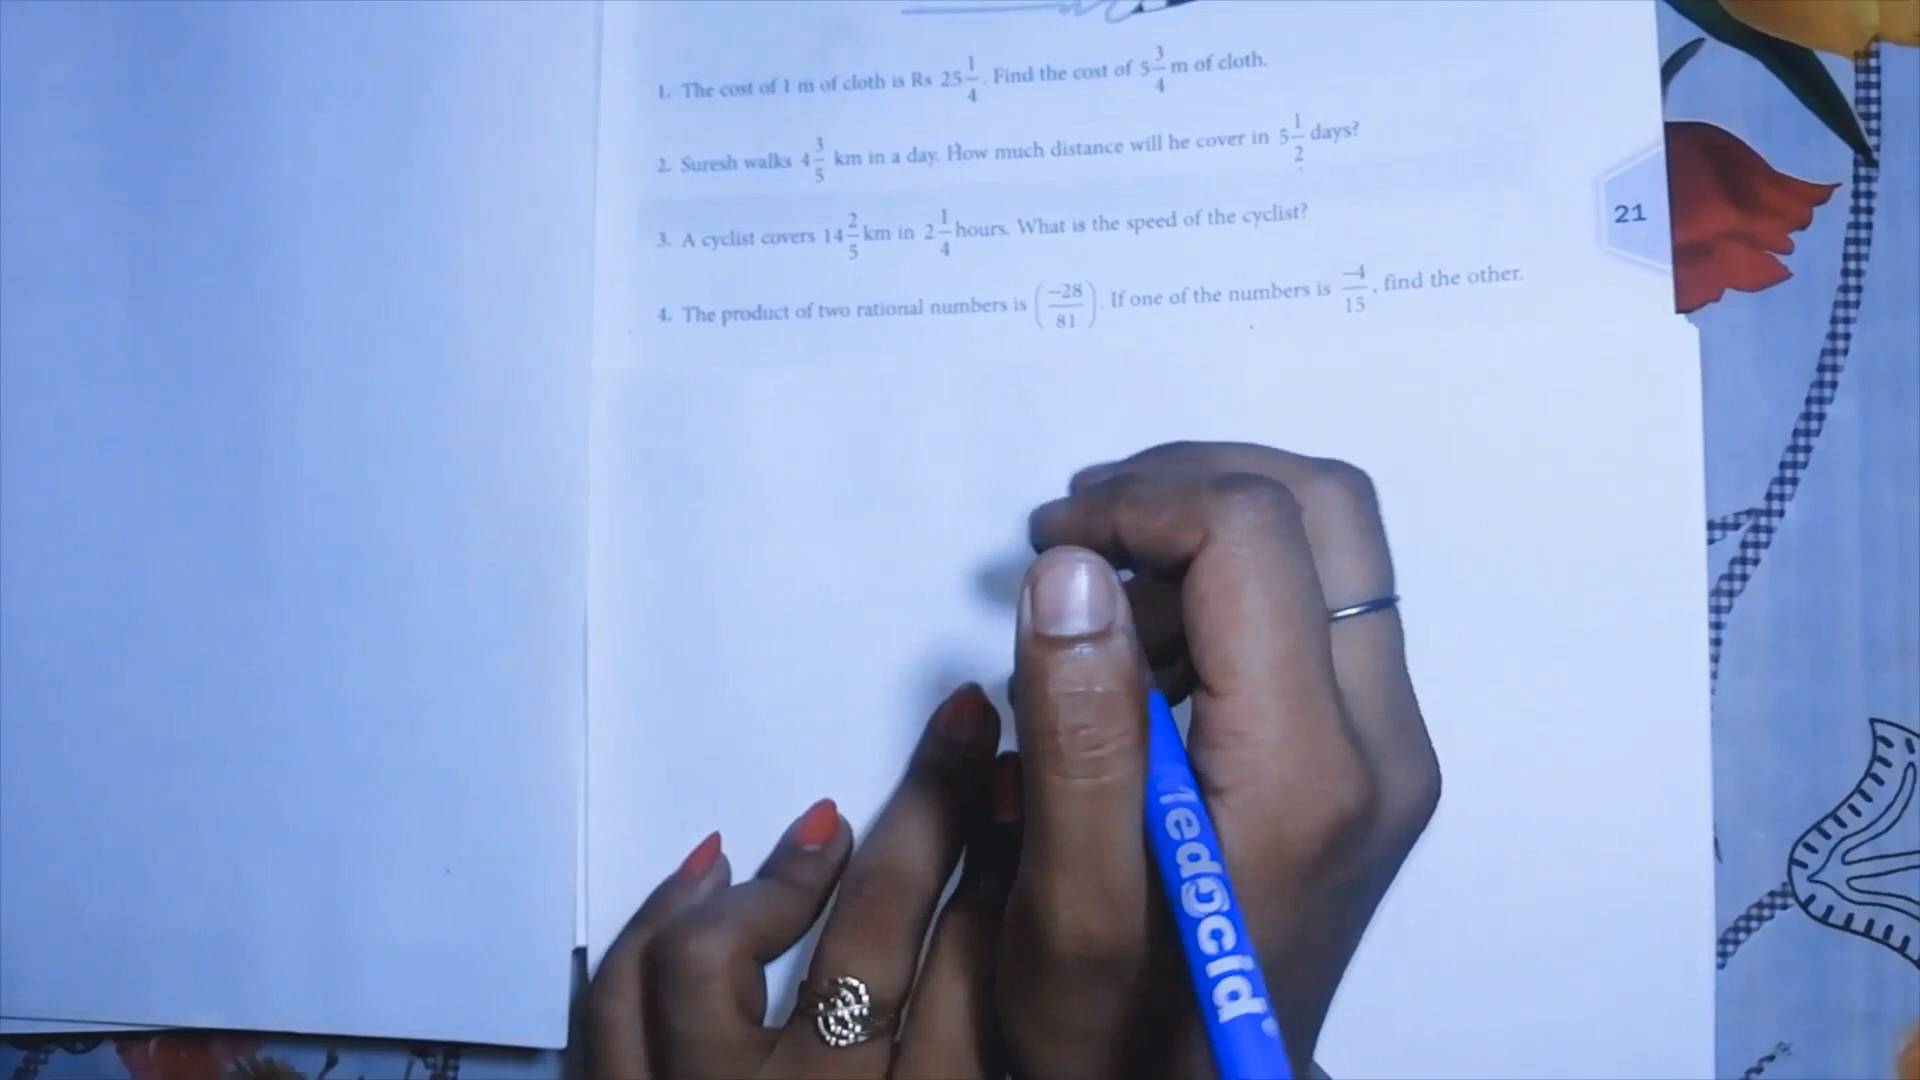 1. The cost of 1 m of cloth is Rs 25 1/4. Find the cost of 5 3/4 m of cloth.
2. Suresh walks 4 3/5 km in a day. How much distance will he cover in 5 1/2 days?
3. A cyclist covers 14 2/5 km in 2 1/4 hours. What is the speed of the cyclist?
4. The product of two rational numbers is (-28/81). If one of the numbers is -4/15, find the other.
21